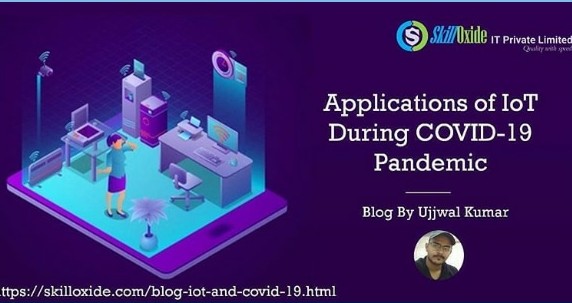 SkillOxide IT Private Limited
Quality with speed
Applications of IoT
During COVID-19
Pandemic
Blog By Ujjwal Kumar
ttps://skilloxide.com/blog-iot-and-covid-19.html